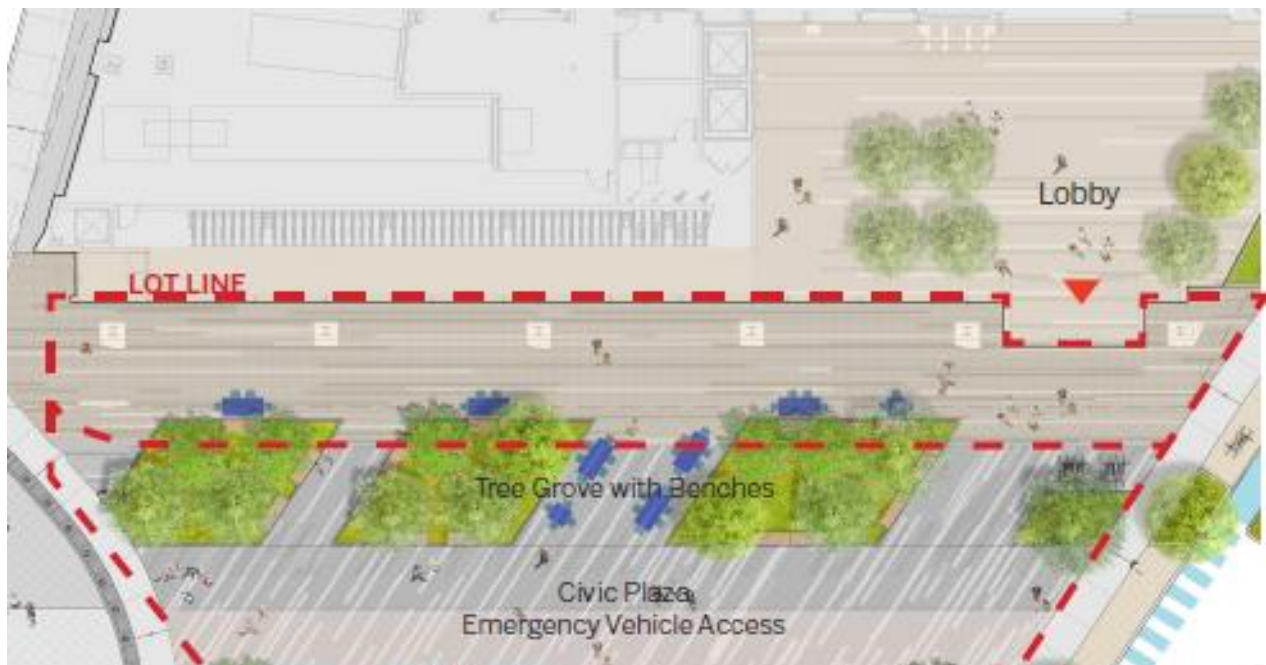 Lobby
LOT LINE
Tree Grove with Benches
Civic Plaza
Emergency Vehicle Access